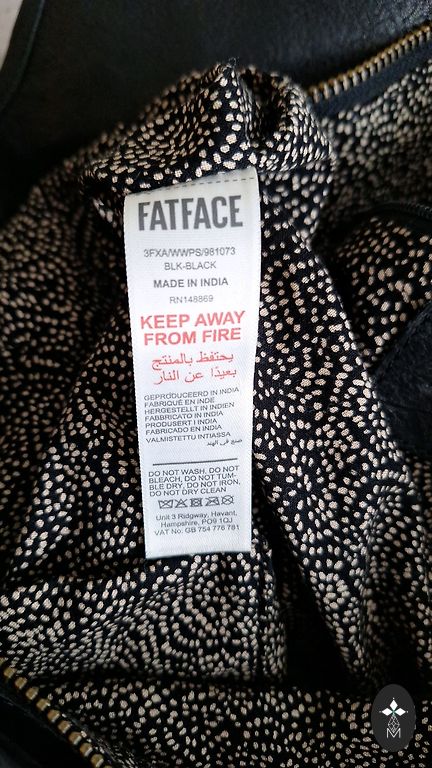 FATFACE
3FXA/WWPS/981073
BLK-BLACK
MADE IN INDIA
RN148869
KEEP AWAY
FROM FIRE
يحتفظ بالمنتج
بعيدًا عن النار
GEPRODUCEERD IN INDIA
FABRIQUÉ EN INDE
HERGESTELLT IN INDIEN
FABBRICATO IN INDIA
PRODUSERT I INDIA
FABRICADO EN INDIA
VALMISTETTU INTIASSA
صنع في الهند
DO NOT WASH, DO NOT
BLEACH, DO NOT TUM-
BLE DRY, DO NOT IRON,
DO NOT DRY CLEAN
Unit 3 Ridgway, Havant,
Hampshire, PO9 1QJ
VAT No: GB 754 776 781
M